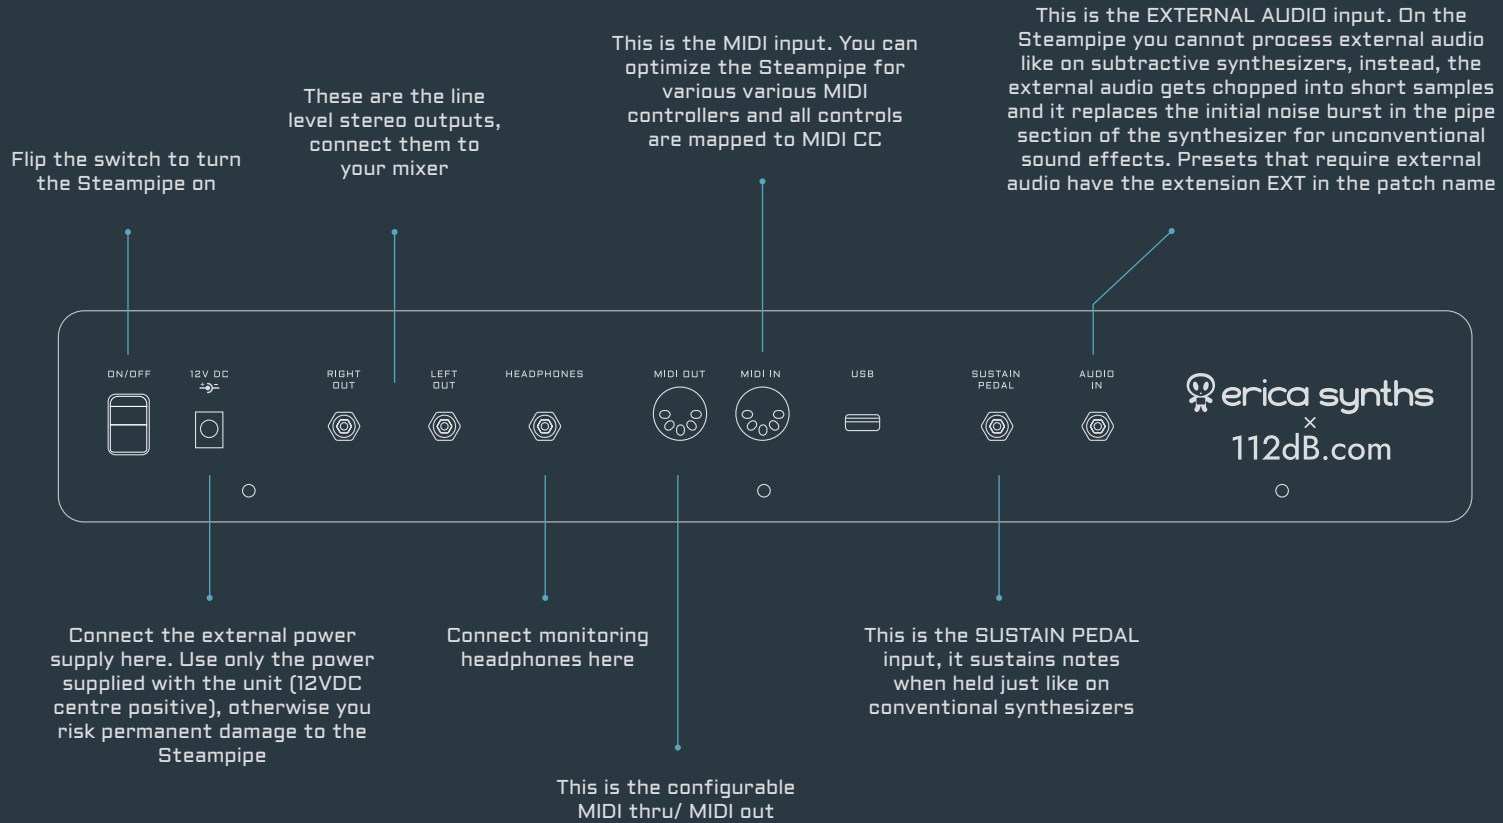 This is the EXTERNAL AUDIO input. On the
Steampipe you cannot process external audio
like on subtractive synthesizers, instead, the
external audio gets chopped into short samples
and it replaces the initial noise burst in the pipe
section of the synthesizer for unconventional
sound effects. Presets that require external
audio have the extension EXT in the patch name
This is the MIDI input. You can
optimize the Steampipe for
various various MIDI
controllers and all controls
are mapped to MIDI CC
These are the line
level stereo outputs,
connect them to
your mixer
Flip the switch to turn
the Steampipe on
ON/OFF
12V DC
RIGHT
OUT
LEFT
OUT
HEADPHONES
MIDI OUT
MIDI IN
USB
SUSTAIN
PEDAL
AUDIO
IN
erica synths
×
112dB.com
Connect the external power
supply here. Use only the power
supplied with the unit (12VDC
centre positive), otherwise you
risk permanent damage to the
Steampipe
Connect monitoring
headphones here
This is the SUSTAIN PEDAL
input, it sustains notes
when held just like on
conventional synthesizers
This is the configurable
MIDI thru/ MIDI out